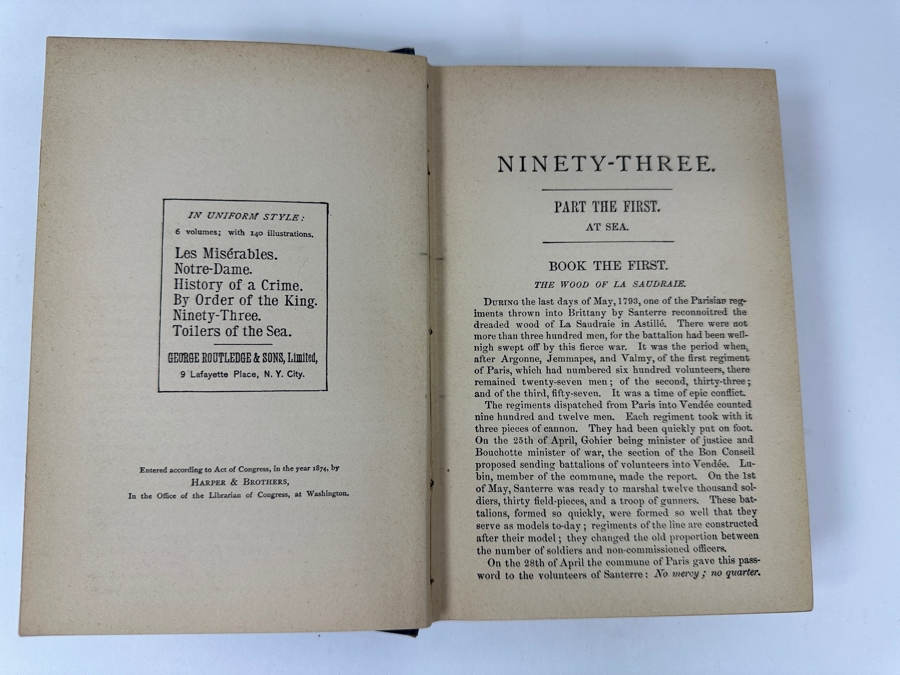 IN UNIFORM STYLE:
6 volumes; with 140 illustrations.
Les Misérables.
Notre-Dame.
History of a Crime.
By Order of the King.
Ninety-Three.
Toilers of the Sea.
GEORGE ROUTLEDGE & SONS, Limited,
9 Lafayette Place, N. Y. City.
Entered according to Act of Congress, in the year 1874, by
HARPER & BROTHERS,
In the Office of the Librarian of Congress, at Washington.
NINETY-THREE.
PART THE FIRST.
AT SEA.
BOOK THE FIRST.
THE WOOD OF LA SAUDRAIE.
DURING the last days of May, 1793, one of the Parisian reg-
iments thrown into Brittany by Santerre reconnoitred the
dreaded wood of La Saudraie in Astillé. There were not
more than three hundred men, for the battalion had been well-
nigh swept off by this fierce war. It was the period when,
after Argonne, Jemmapes, and Valmy, of the first regiment
of Paris, which had numbered six hundred volunteers, there
remained twenty-seven men; of the second, thirty-three;
and of the third, fifty-seven. It was a time of epic conflict.
The regiments dispatched from Paris into Vendée counted
nine hundred and twelve men. Each regiment took with it
three pieces of cannon. They had been quickly put on foot.
On the 25th of April, Gohier being minister of justice and
Bouchotte minister of war, the section of the Bon Conseil
proposed sending battalions of volunteers into Vendée. Lu-
bin, member of the commune, made the report. On the 1st
of May, Santerre was ready to marshal twelve thousand sol-
diers, thirty field-pieces, and a troop of gunners. These bat-
talions, formed so quickly, were formed so well that they
serve as models to-day; regiments of the line are constructed
after their model; they changed the old proportion between
the number of soldiers and non-commissioned officers.
On the 28th of April the commune of Paris gave this pass-
word to the volunteers of Santerre: No mercy; no quarter.